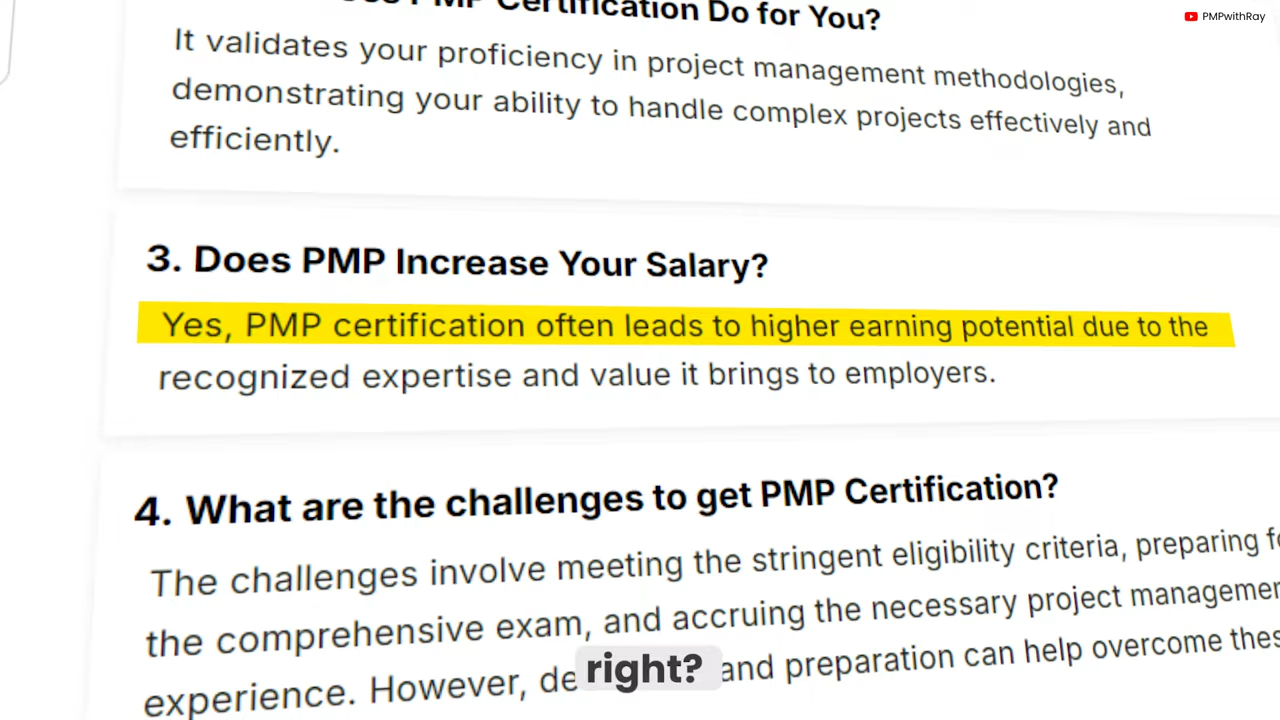 PMPwithRay
PMP Certification Do for You?
It validates your proficiency in project management methodologies,
demonstrating your ability to handle complex projects effectively and
efficiently.
3. Does PMP Increase Your Salary?
Yes, PMP certification often leads to higher earning potential due to the
recognized expertise and value it brings to employers.
4. What are the challenges to get PMP Certification?
The challenges involve meeting the stringent eligibility criteria, preparing
the comprehensive exam, and accruing the necessary project
experience. However, and preparation can help overcome
right?